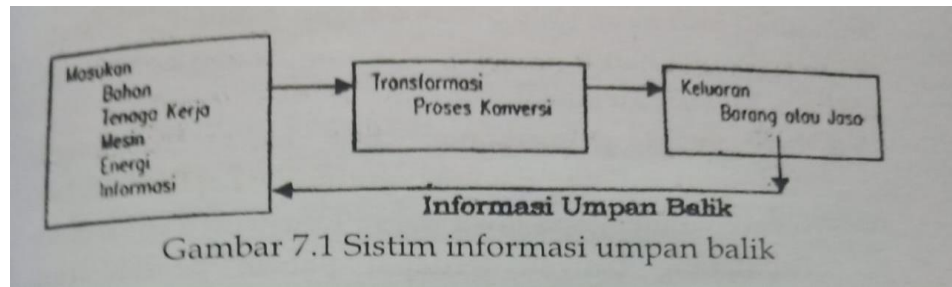 Masukan
Bahan
Tenaga Kerja
Mesin
Energi
Informasi
Transformasi
Proses Konversi
Keluaran
Barang atau Jasa
Informasi Umpan Balik
Gambar 7.1 Sistim informasi umpan balik